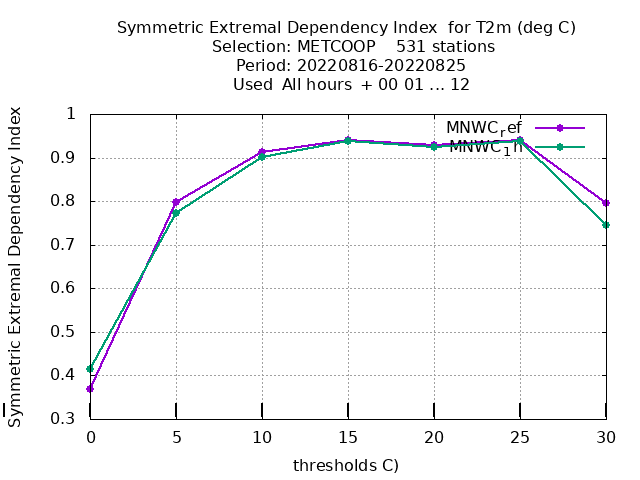 Symmetric Extremal Dependency Index for T2m (deg C)
Selection: METCOOP 531 stations
Period: 20220816-20220825
Used All hours + 00 01 ... 12
Symmetric Extremal Dependency Index
1
0.9
0.8
0.7
0.6
0.5
0.4
0.3
MNWCref
MNWC1h
0 5 10 15 20 25 30
thresholds C)